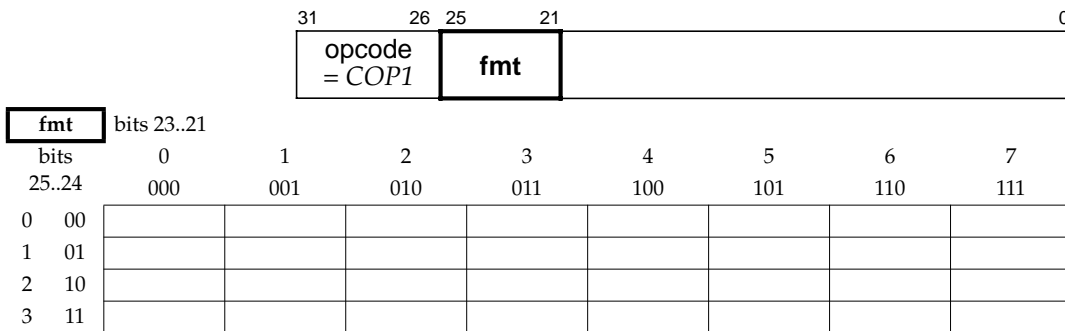 31 26 25 21 0
opcode
= COP1 fmt
fmt bits 23..21
bits 0 1 2 3 4 5 6 7
25..24 000 001 010 011 100 101 110 111
0 00
1 01
2 10
3 11